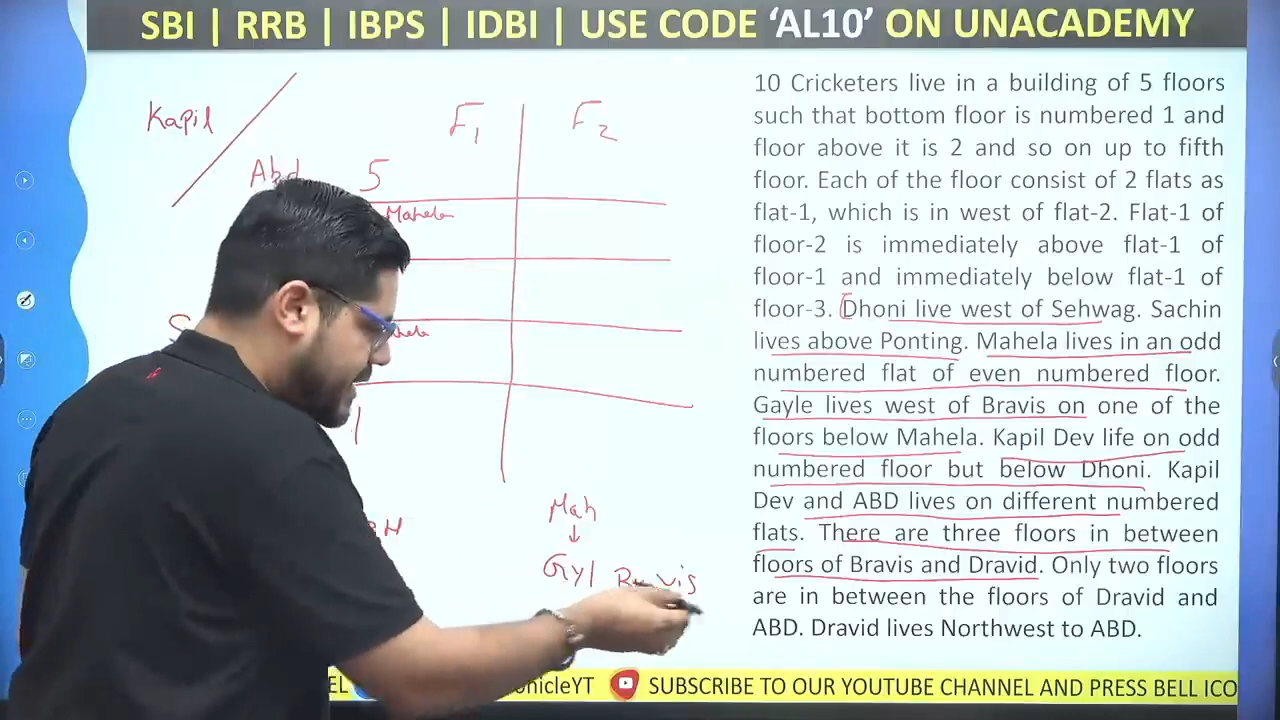 SBI | RRB | IBPS | IDBI | USE CODE 'AL10' ON UNACADEMY
Kapil
F1
F2
Abd
5
Mahela
1
Mah
Gyl
10 Cricketers live in a building of 5 floors
such that bottom floor is numbered 1 and
floor above it is 2 and so on up to fifth
floor. Each of the floor consist of 2 flats as
flat-1, which is in west of flat-2. Flat-1 of
floor-2 is immediately above flat-1 of
floor-1 and immediately below flat-1 of
floor-3. Dhoni live west of Sehwag. Sachin
lives above Ponting. Mahela lives in an odd
numbered flat of even numbered floor.
Gayle lives west of Bravis on one of the
floors below Mahela. Kapil Dev life on odd
numbered floor but below Dhoni. Kapil
Dev and ABD lives on different numbered
flats. There are three floors in between
floors of Bravis and Dravid. Only two floors
are in between the floors of Dravid and
ABD. Dravid lives Northwest to ABD.
SUBSCRIBE TO OUR YOUTUBE CHANNEL AND PRESS BELL ICO